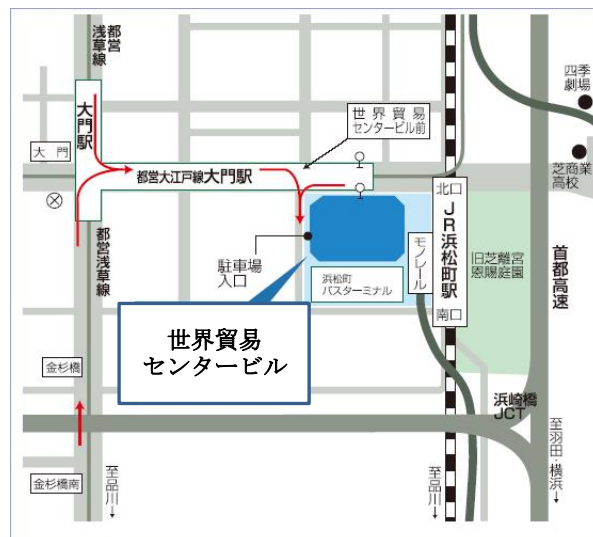 都営
浅草線
四季
劇場
大門駅
世界貿易
センタービル前
大門
都営大江戸線大門駅
芝商業
高校
北口
JR浜松町駅
南口
モノレール
旧芝離宮
恩賜庭園
首都高速
都営浅草線
駐車場
入口
浜松町
バスターミナル
世界貿易
センタービル
金杉橋
浜崎橋
JCT
至羽田・横浜→
金杉橋南
至品川→
至品川→